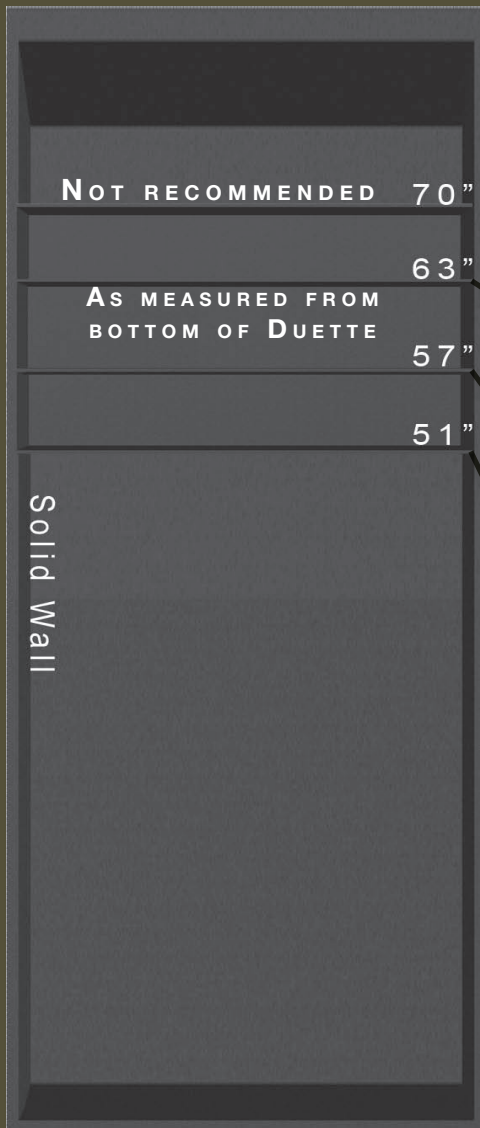 Not recommended 70”
63”
As measured from
bottom of Duette
57”
51”
Solid Wall